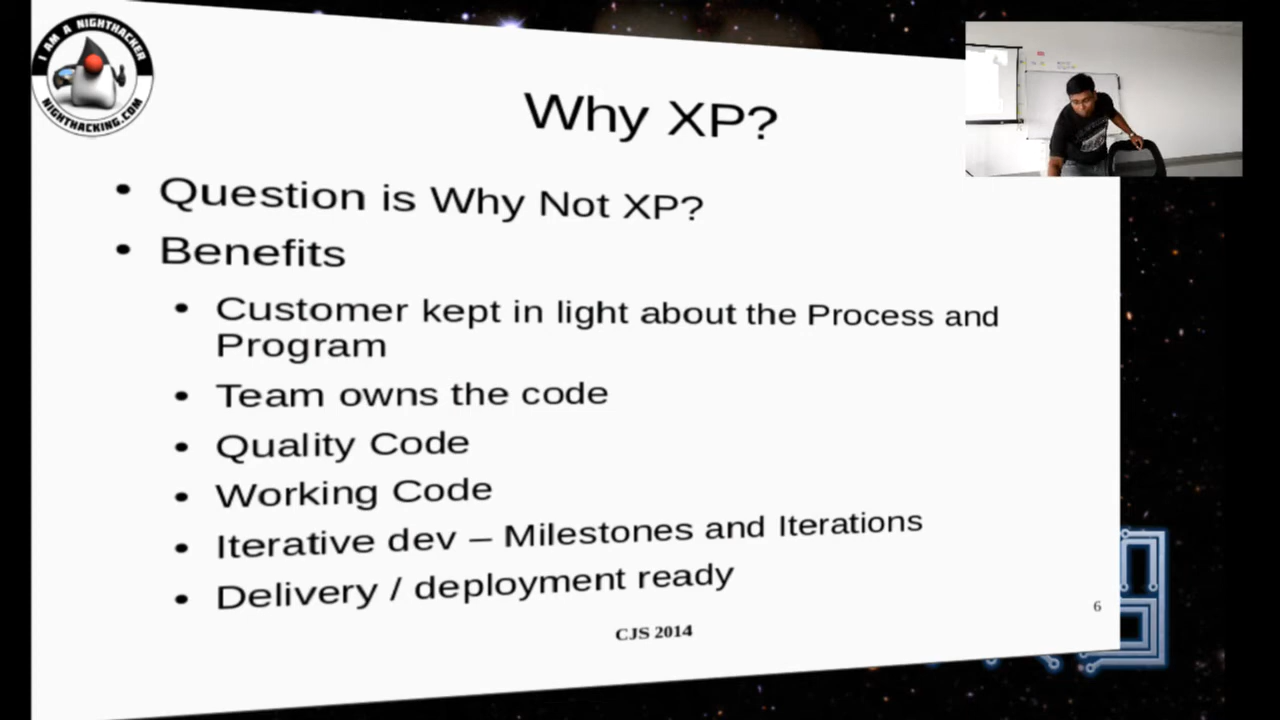 I AM A NIGHTHACKER
NIGHTHACKING.COM
Why XP?
• Question is Why Not XP?
• Benefits
• Customer kept in light about the Process and
Program
• Team owns the code
• Quality Code
• Working Code
• Iterative dev – Milestones and Iterations
• Delivery / deployment ready
6
CJS 2014